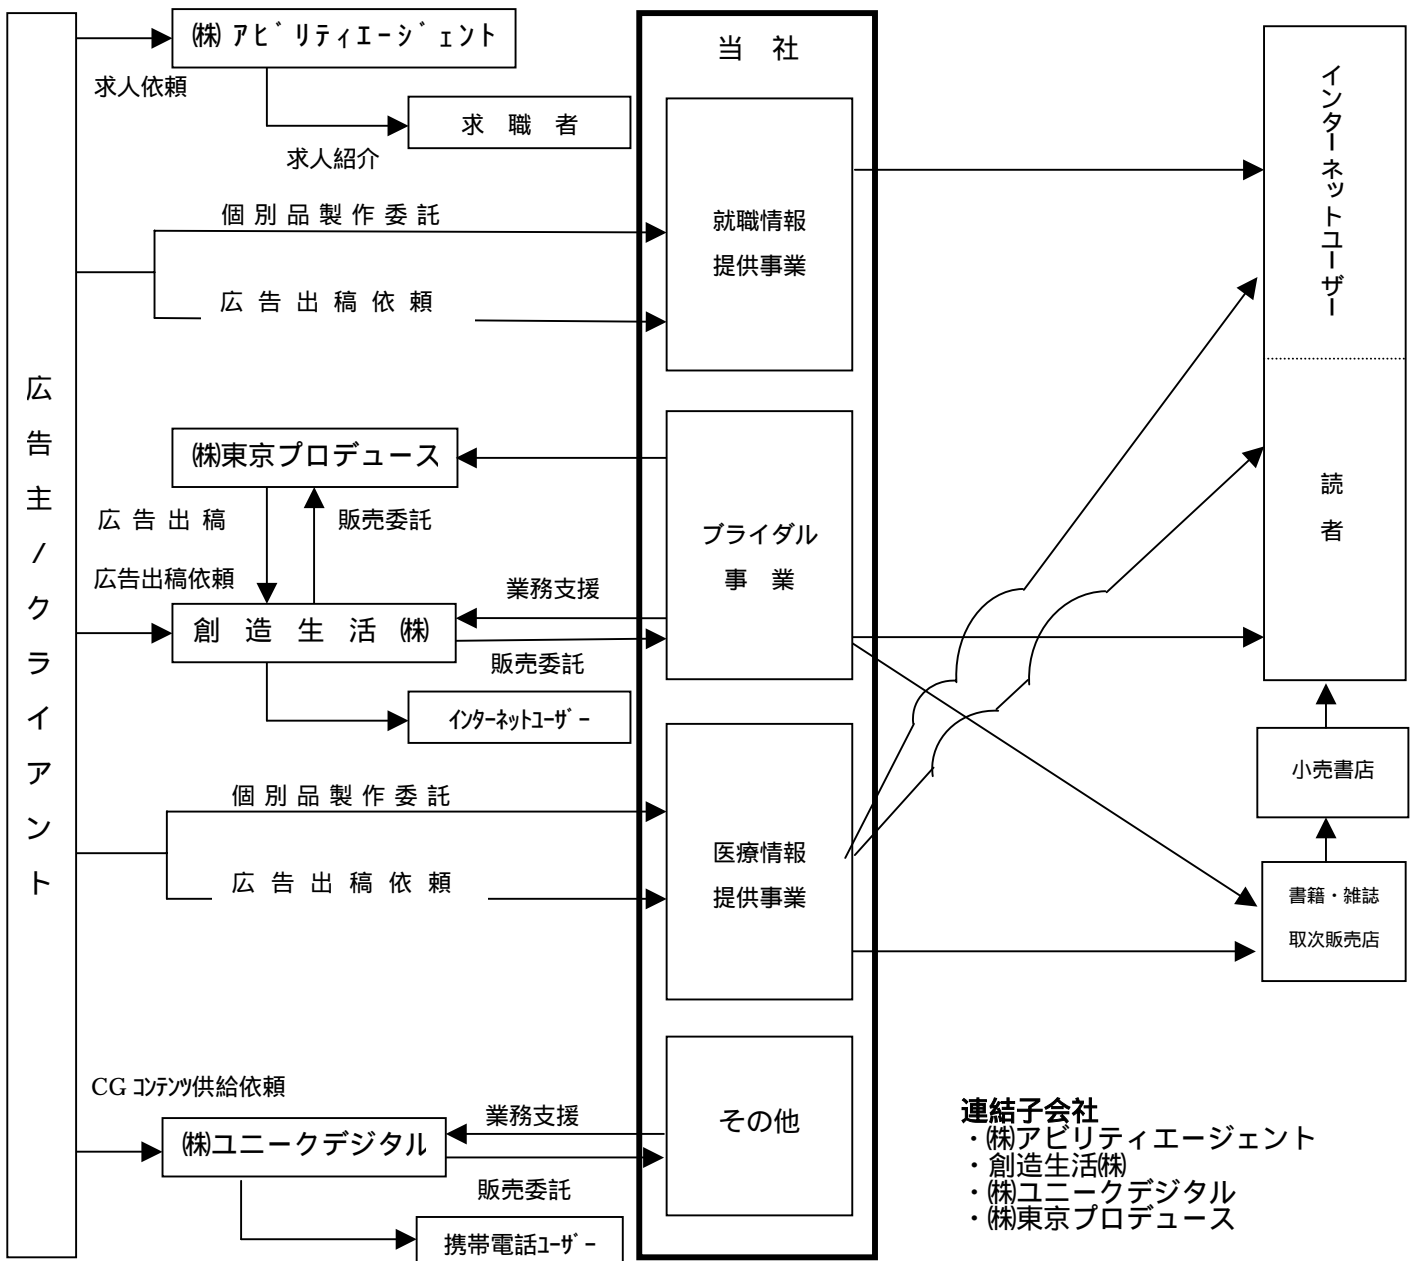 ㈱アビリティエージェント
求人依頼
求職者
求人紹介
個別品製作委託
広告出稿依頼
広告主/クライアント
㈱東京プロデュース
広告出稿
販売委託
広告出稿依頼
創造生活㈱
業務支援
販売委託
インターネットユーザー
個別品製作委託
広告出稿依頼
CGコンテンツ供給依頼
㈱ユニークデジタル
業務支援
販売委託
携帯電話ユーザー
当社
就職情報
提供事業
ブライダル
事業
医療情報
提供事業
その他
インターネットユーザー
読者
小売書店
書籍・雑誌
取次販売店
連結子会社
・㈱アビリティエージェント
・創造生活㈱
・㈱ユニークデジタル
・㈱東京プロデュース